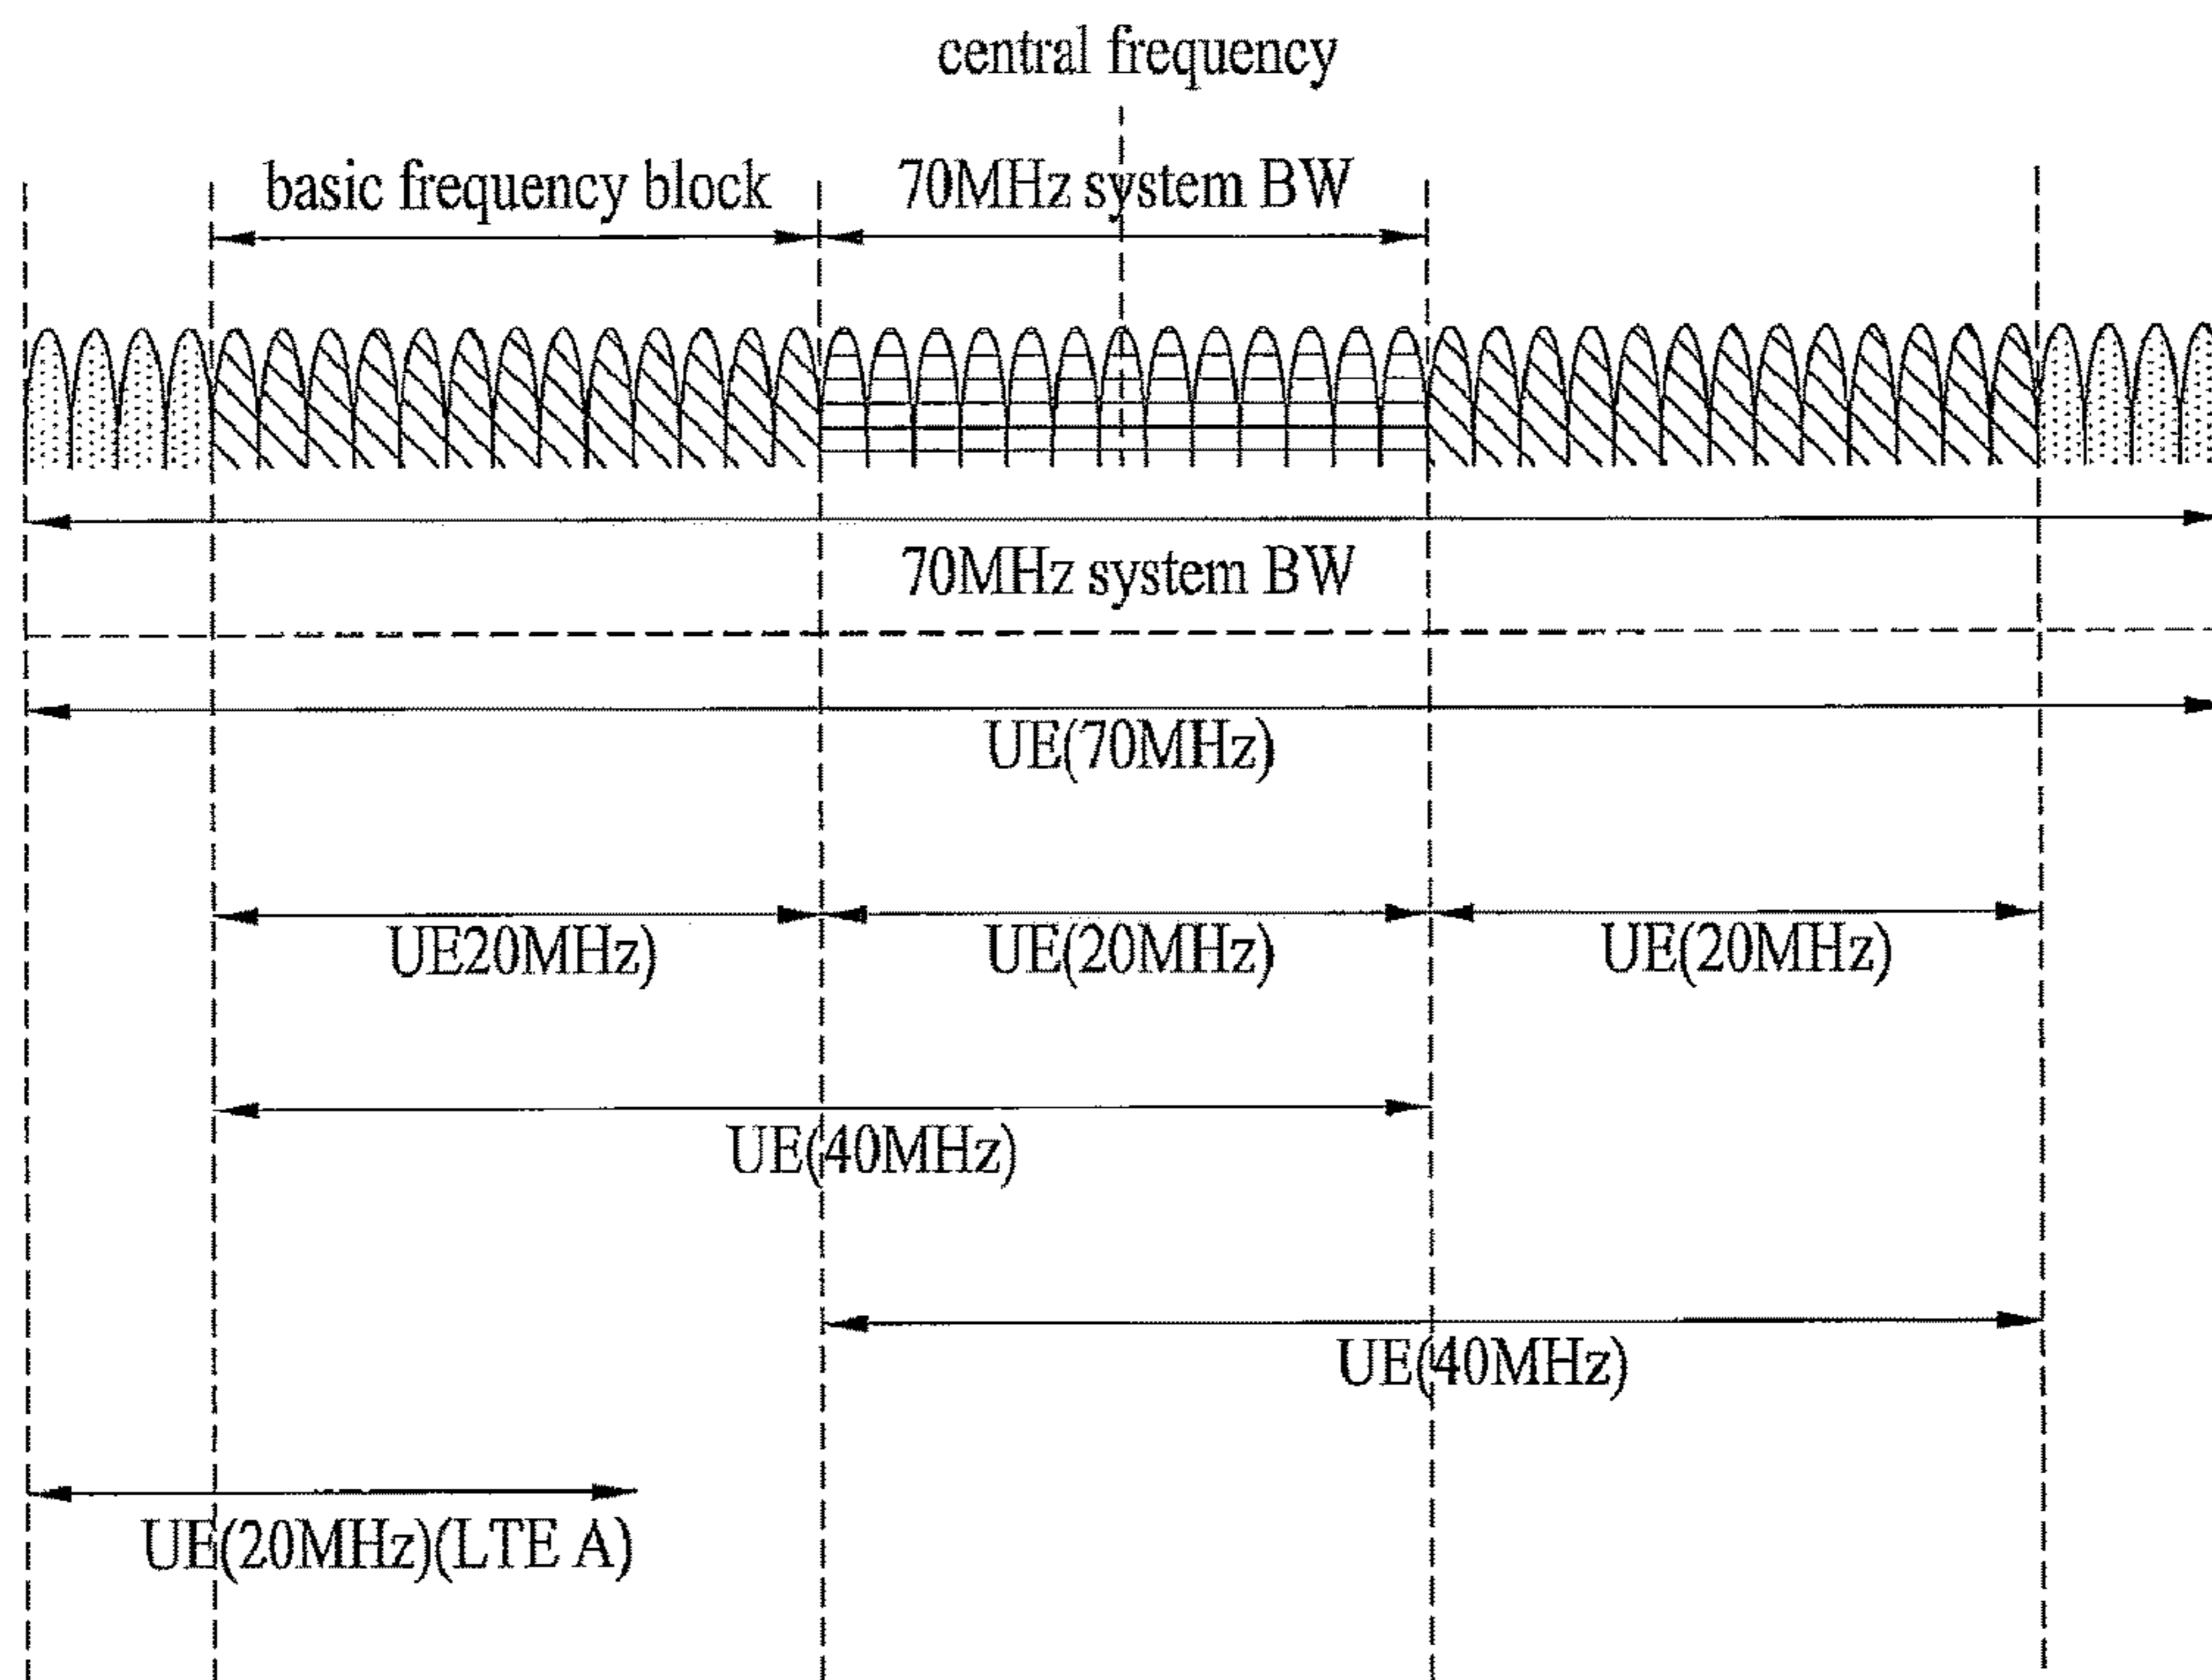 central frequency
basic frequency block
70MHz system BW
70MHz system BW
UE(70MHz)
UE20MHz)
UE(20MHz)
UE(20MHz)
UE(40MHz)
UE(40MHz)
UE(20MHz)(LTE A)